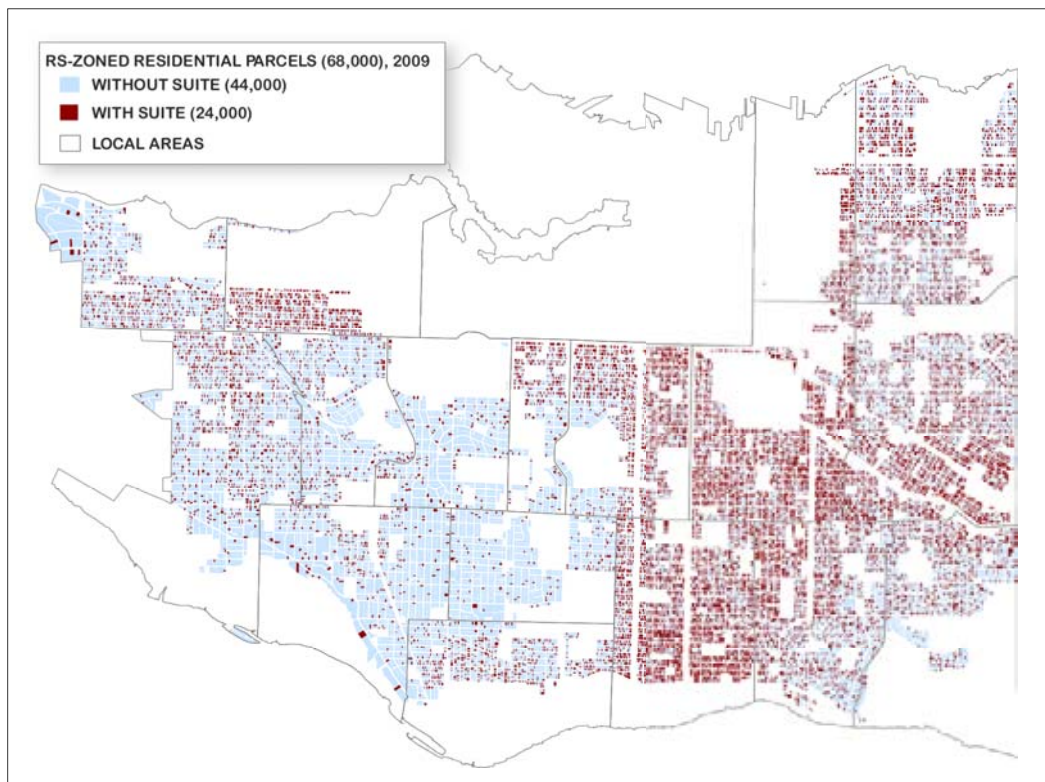 RS-ZONED RESIDENTIAL PARCELS (68,000), 2009
WITHOUT SUITE (44,000)
WITH SUITE (24,000)
LOCAL AREAS